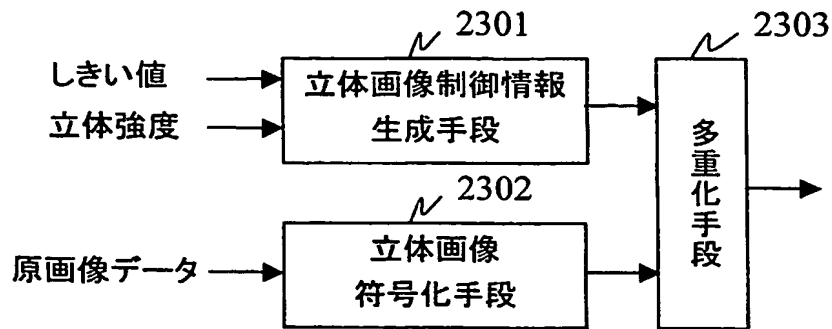 2301
2303
しきい値
立体強度
立体画像制御情報
生成手段
多重化手段
2302
原画像データ
立体画像
符号化手段